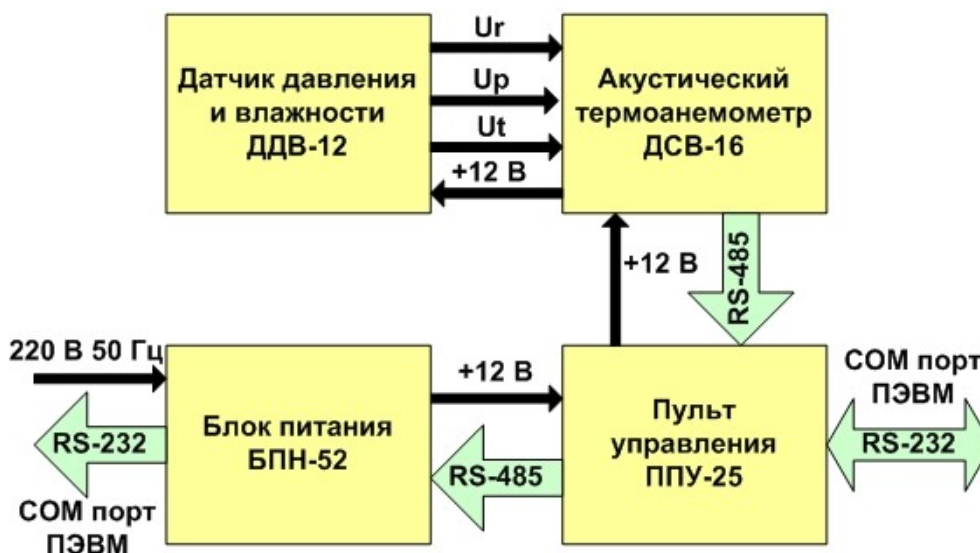 Датчик давления
и влажности
ДДВ-12
Ur
Up
Ut
+12 В
Акустический
термоанемометр
ДСВ-16
+12 В
RS-485
220 В 50 Гц
RS-232
COM порт
ПЭВМ
Блок питания
БПН-52
+12 В
RS-485
Пульт
управления
ППУ-25
COM порт
ПЭВМ
RS-232